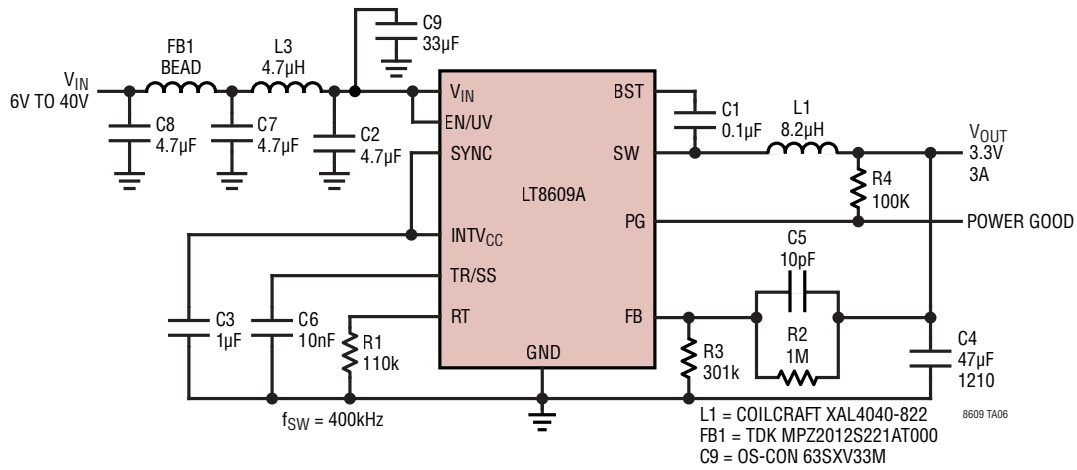 C9
33µF
FB1
BEAD
L3
4.7µH
VIN
6V TO 40V
C8
4.7µF
C7
4.7µF
C2
4.7µF
VIN
EN/UV
SYNC
INTVCC
TR/SS
RT
LT8609A
GND
BST
SW
PG
FB
C1
0.1µF
L1
8.2µH
VOUT
3.3V
3A
R4
100K
POWER GOOD
C5
10pF
R2
1M
C3
1µF
C6
10nF
R1
110k
R3
301k
C4
47µF
1210
fSW = 400kHz
L1 = COILCRAFT XAL4040-822
FB1 = TDK MPZ2012S221AT000
C9 = OS-CON 63SXV33M
8609 TA06